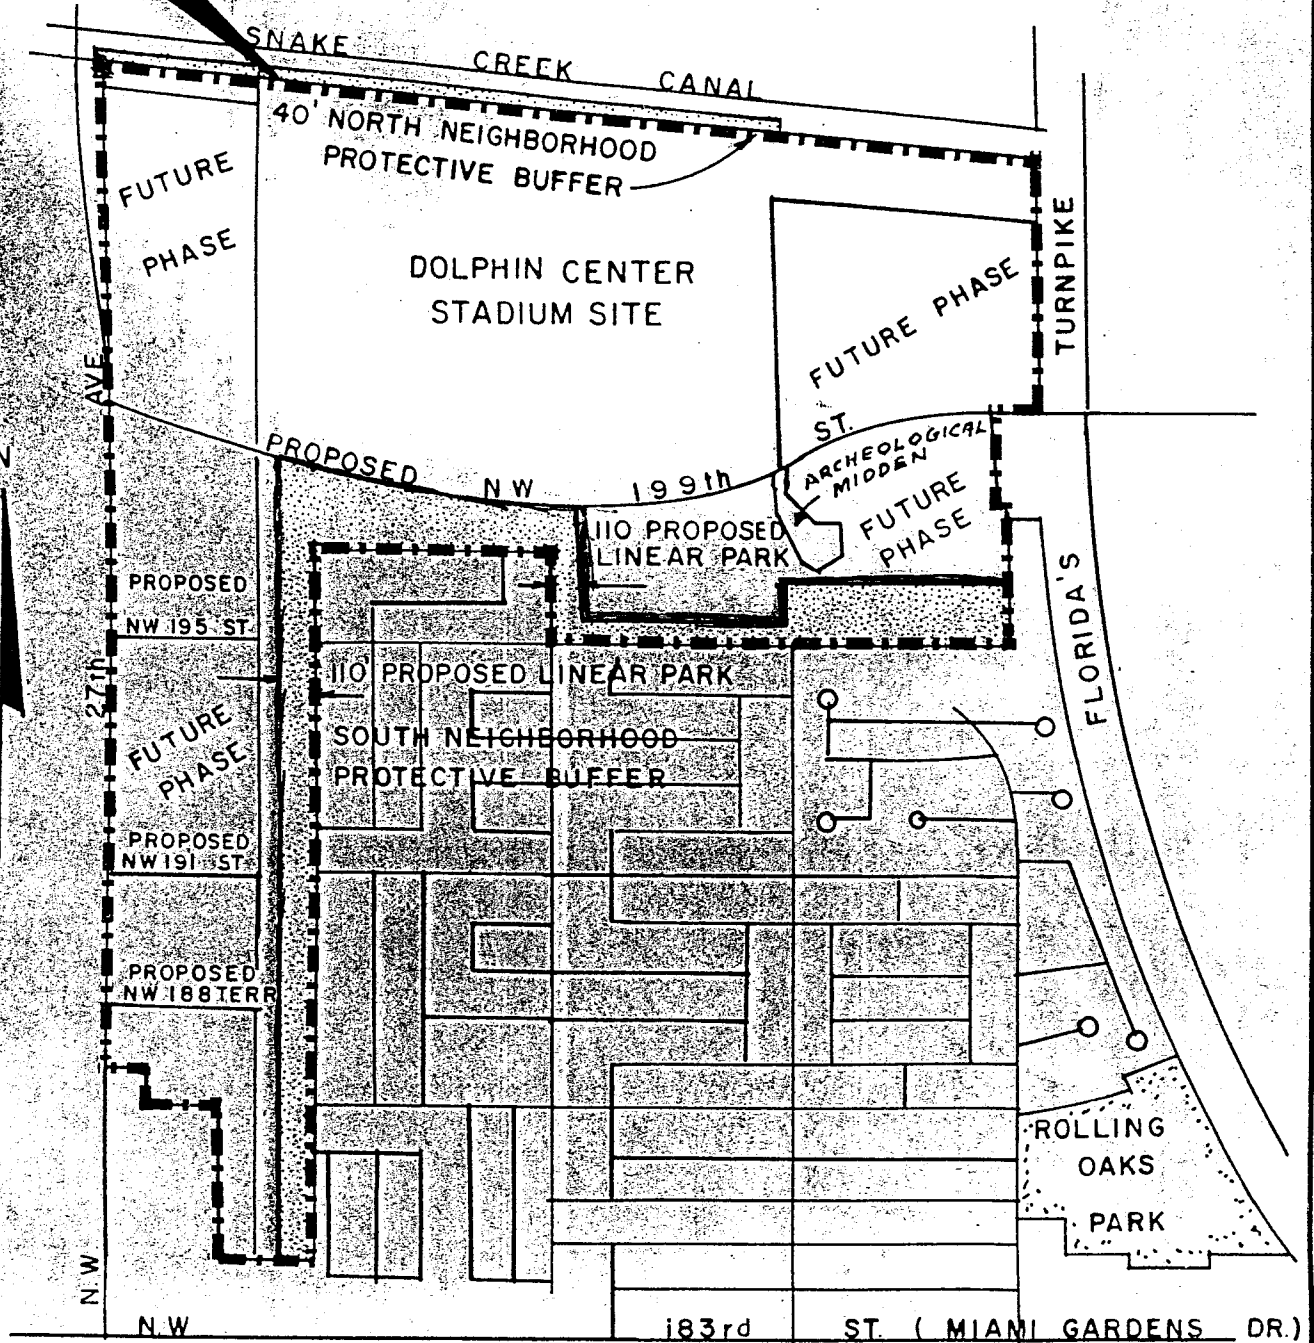 SNAKE CREEK CANAL
40' NORTH NEIGHBORHOOD
PROTECTIVE BUFFER
FUTURE
PHASE
DOLPHIN CENTER
STADIUM SITE
FUTURE PHASE
TURNPIKE
AVE
N
PROPOSED NW 199th ST.
ARCHEOLOGICAL
MIDDEN
FUTURE
PHASE
110 PROPOSED
LINEAR PARK
PROPOSED
NW 195 ST
110' PROPOSED LINEAR PARK
SOUTH NEIGHBORHOOD
PROTECTIVE BUFFER
27th
FUTURE
PHASE
FLORIDA'S
PROPOSED
NW 191 ST
PROPOSED
NW 188 TERR
ROLLING
OAKS
PARK
N.W
N.W 183rd ST. ( MIAMI GARDENS DR.)